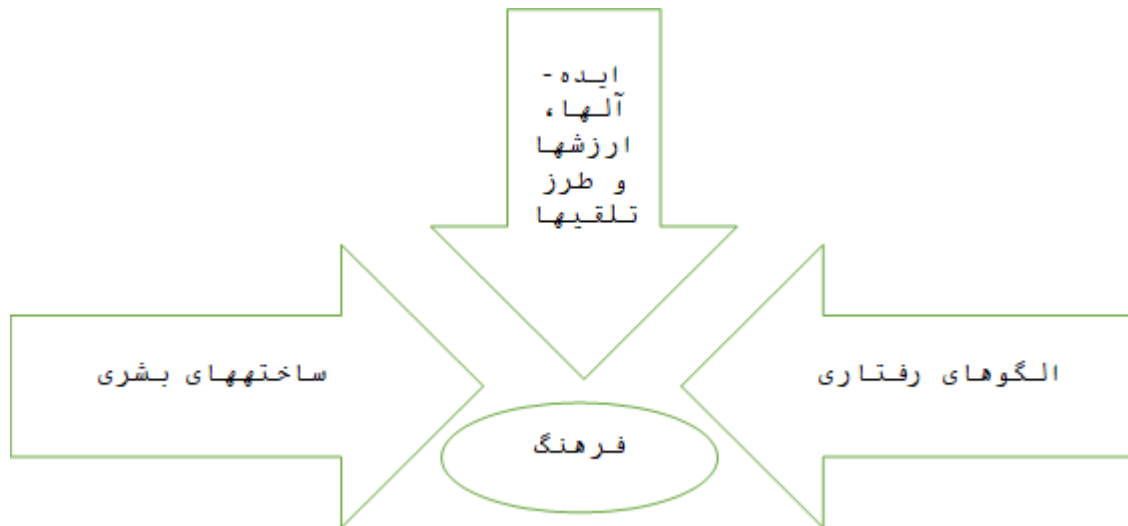 ایده-
آلها،
ارزشها
و طرز
تلقیها
الگوهای رفتاری
ساختههای بشری
فرهنگ